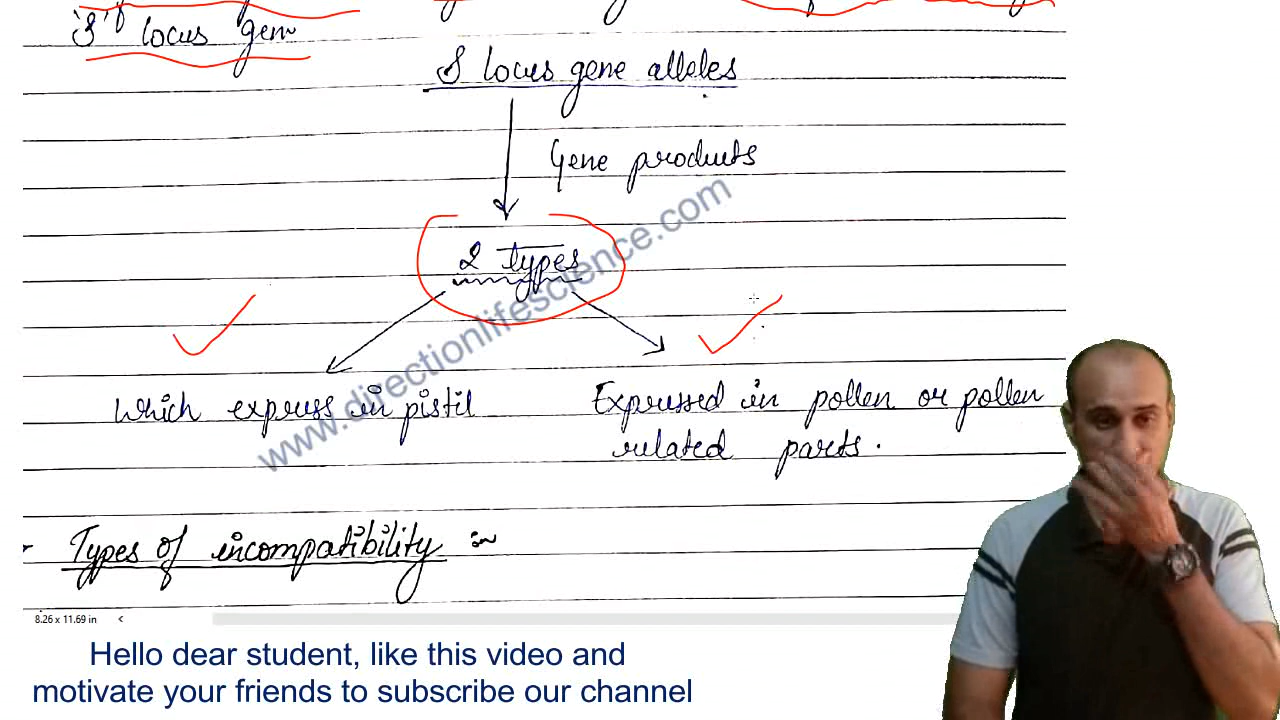 'S' locus gene
S locus gene alleles
Gene products
2 types
www.directionlifescience.com
Which express in pistil
Expressed in pollen or pollen
related parts.
Types of incompatibility :-
8.26 x 11.69 in
Hello dear student, like this video and
motivate your friends to subscribe our channel